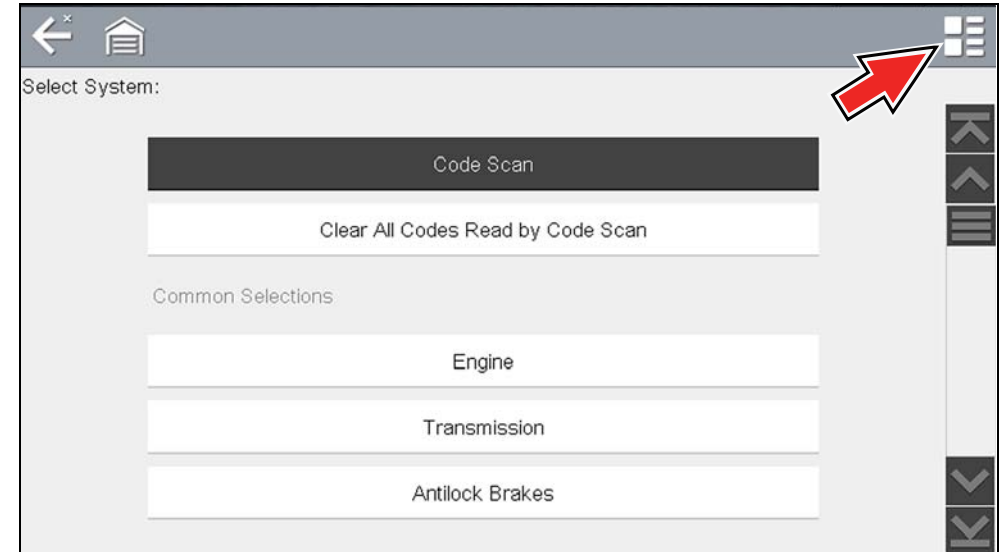 Select System:
Code Scan
Clear All Codes Read by Code Scan
Common Selections
Engine
Transmission
Antilock Brakes